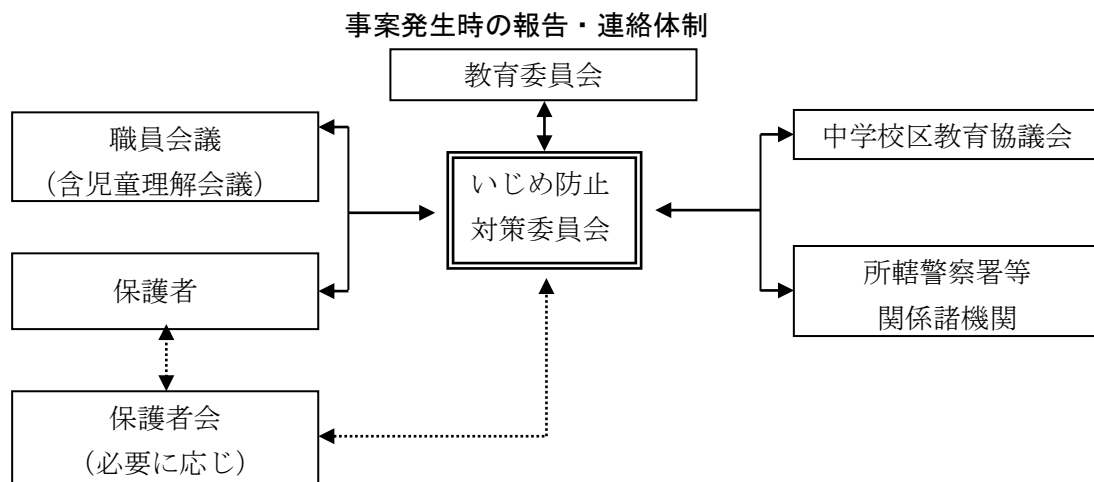 事案発生時の報告・連絡体制
教育委員会
職員会議
（含児童理解会議）
いじめ防止
対策委員会
中学校区教育協議会
保護者
所轄警察署等
関係諸機関
保護者会
（必要に応じ）